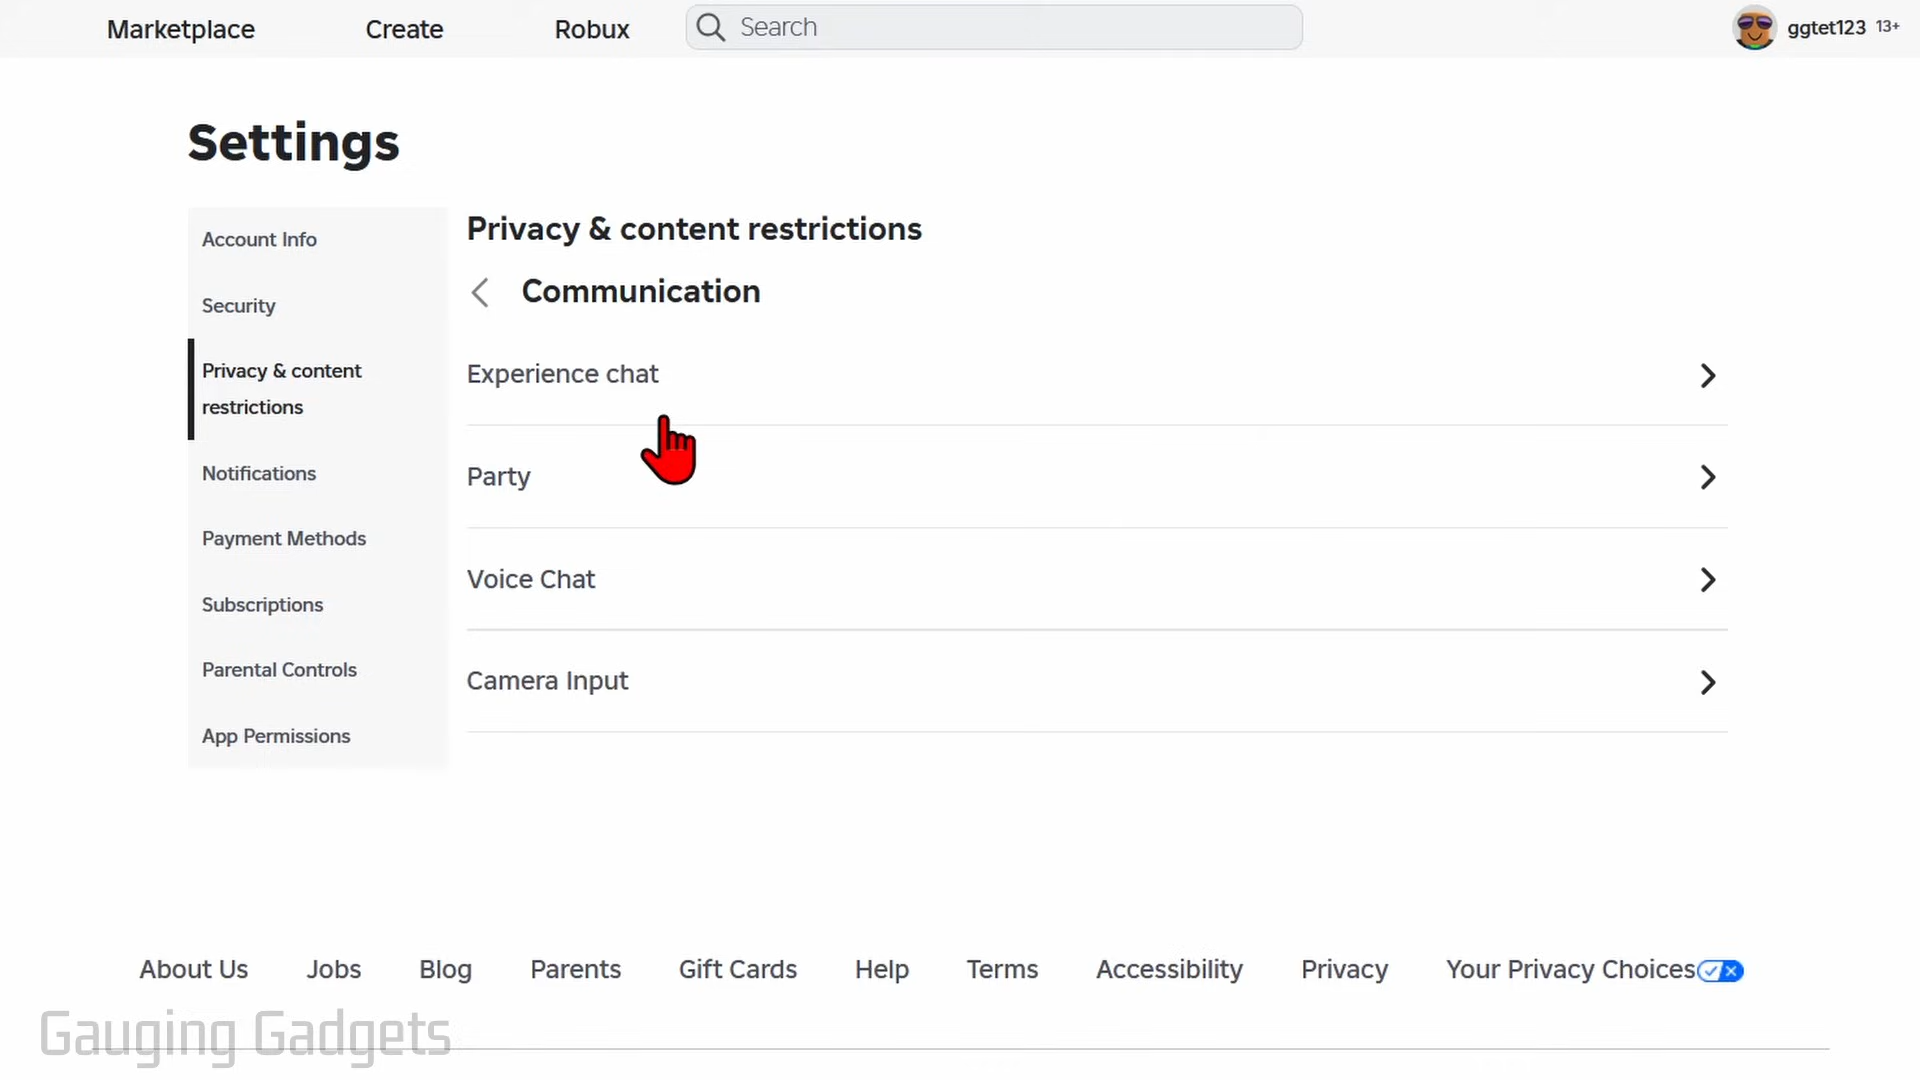 Marketplace
Create
Robux
Search
ggtet123 13+
Settings
Account Info
Security
Privacy & content
restrictions
Notifications
Payment Methods
Subscriptions
Parental Controls
App Permissions
Privacy & content restrictions
Communication
Experience chat
Party
Voice Chat
Camera Input
About Us
Jobs
Blog
Parents
Gift Cards
Help
Terms
Accessibility
Privacy
Your Privacy Choices
Gauging Gadgets